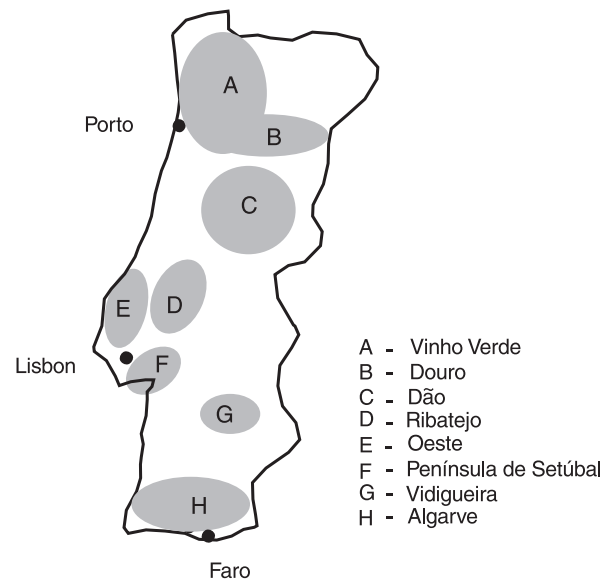 A
Porto
B
C
E
D
Lisbon
F
G
H
Faro
A - Vinho Verde
B - Douro
C - Dão
D - Ribatejo
E - Oeste
F - Península de Setúbal
G - Vidigueira
H - Algarve